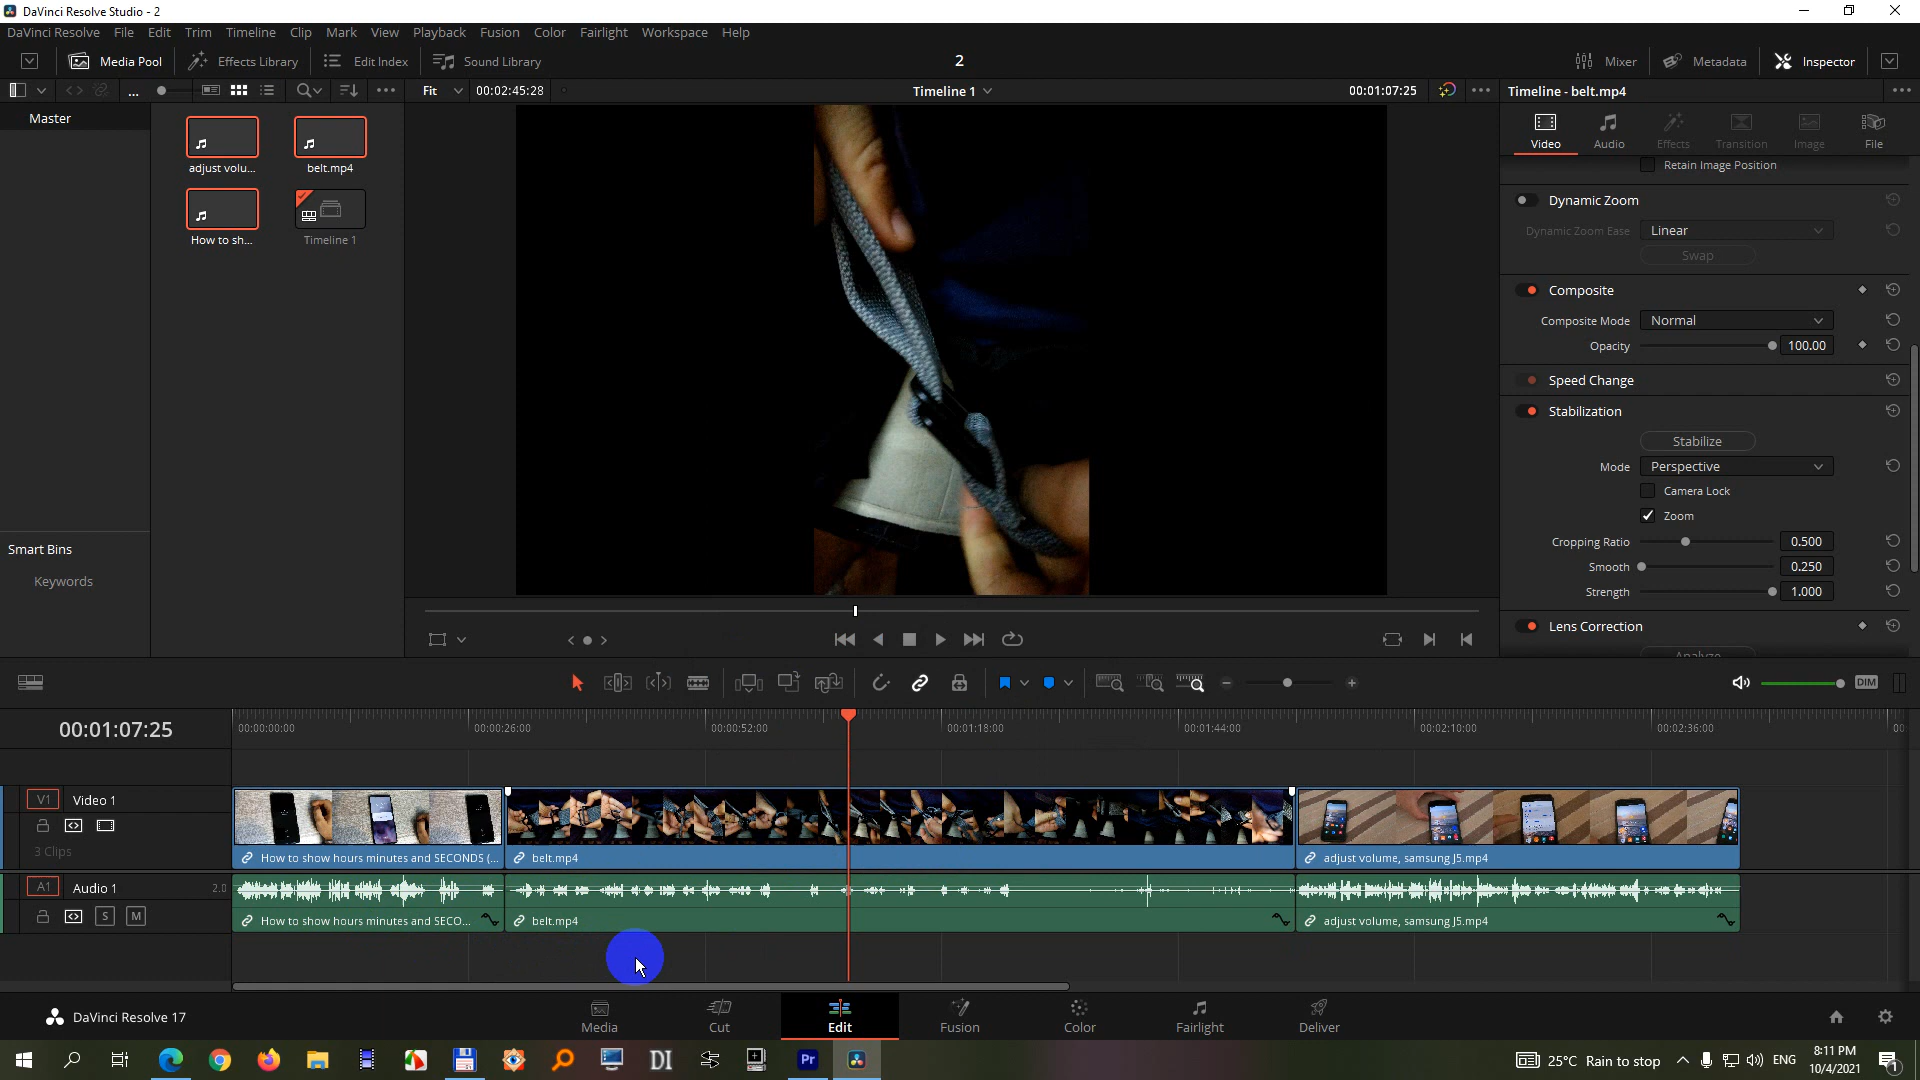 DaVinci Resolve Studio - 2
DaVinci Resolve File Edit Trim Timeline Clip Mark View Playback Fusion Color Fairlight Workspace Help
Media Pool Effects Library Edit Index Sound Library 2 Mixer Metadata Inspector
... Fit 00:02:45:28 Timeline 1 00:01:07:25 Timeline - belt.mp4
Master
adjust volu... belt.mp4
How to sh... Timeline 1
Smart Bins
Keywords
Video Audio Effects Transition Image File
Retain Image Position
Dynamic Zoom
Dynamic Zoom Ease Linear
Swap
Composite
Composite Mode Normal
Opacity 100.00
Speed Change
Stabilization
Stabilize
Mode Perspective
Camera Lock
Zoom
Cropping Ratio 0.500
Smooth 0.250
Strength 1.000
Lens Correction
Analyze
DIM
00:01:07:25 00:00:00:00 00:00:26:00 00:00:52:00 00:01:18:00 00:01:44:00 00:02:10:00 00:02:36:00 00
V1 Video 1
3 Clips
How to show hours minutes and SECONDS (... belt.mp4 adjust volume, samsung J5.mp4
A1 Audio 1 2.0
S M
How to show hours minutes and SECO... belt.mp4 adjust volume, samsung J5.mp4
DaVinci Resolve 17
Media Cut Edit Fusion Color Fairlight Deliver
DI Pr 25°C Rain to stop ENG 8:11 PM
10/4/2021 1